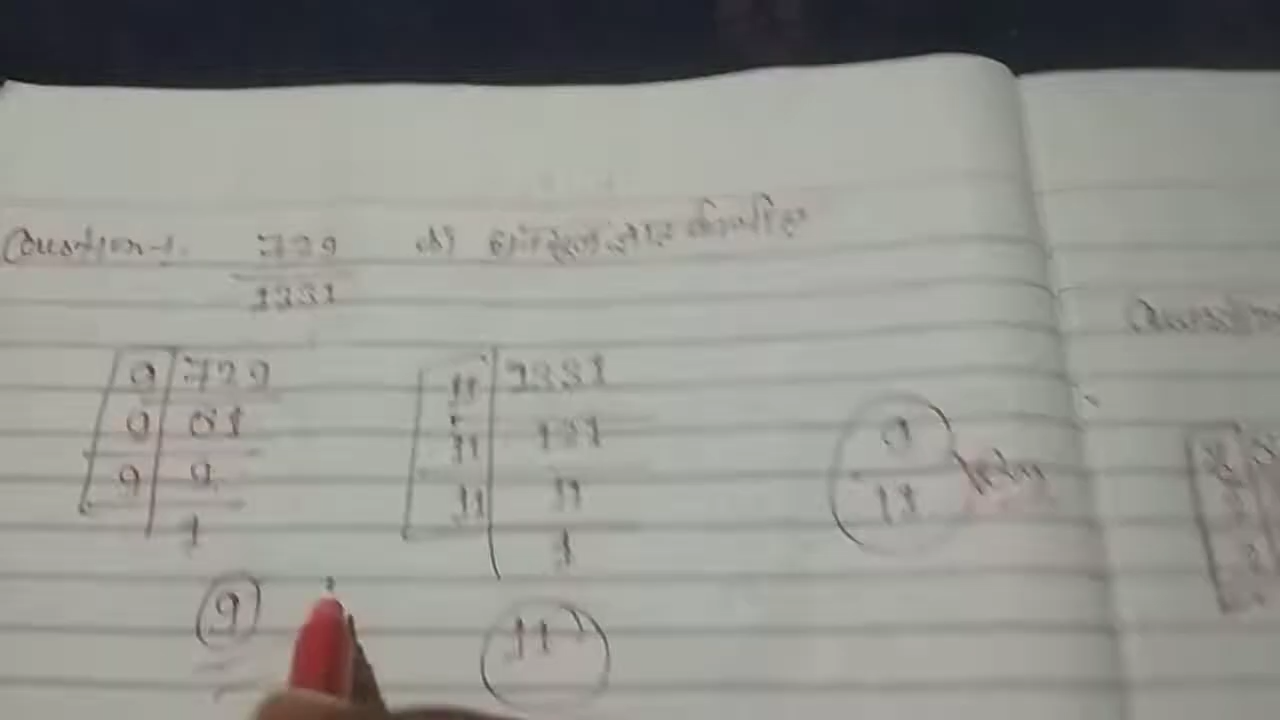 Question-1. 729/1331 का घनमूल ज्ञात कीजिए
9 | 729
9 | 81
9 | 9
1
11 | 1331
11 | 121
11 | 11
1
9
11
9/11
Question